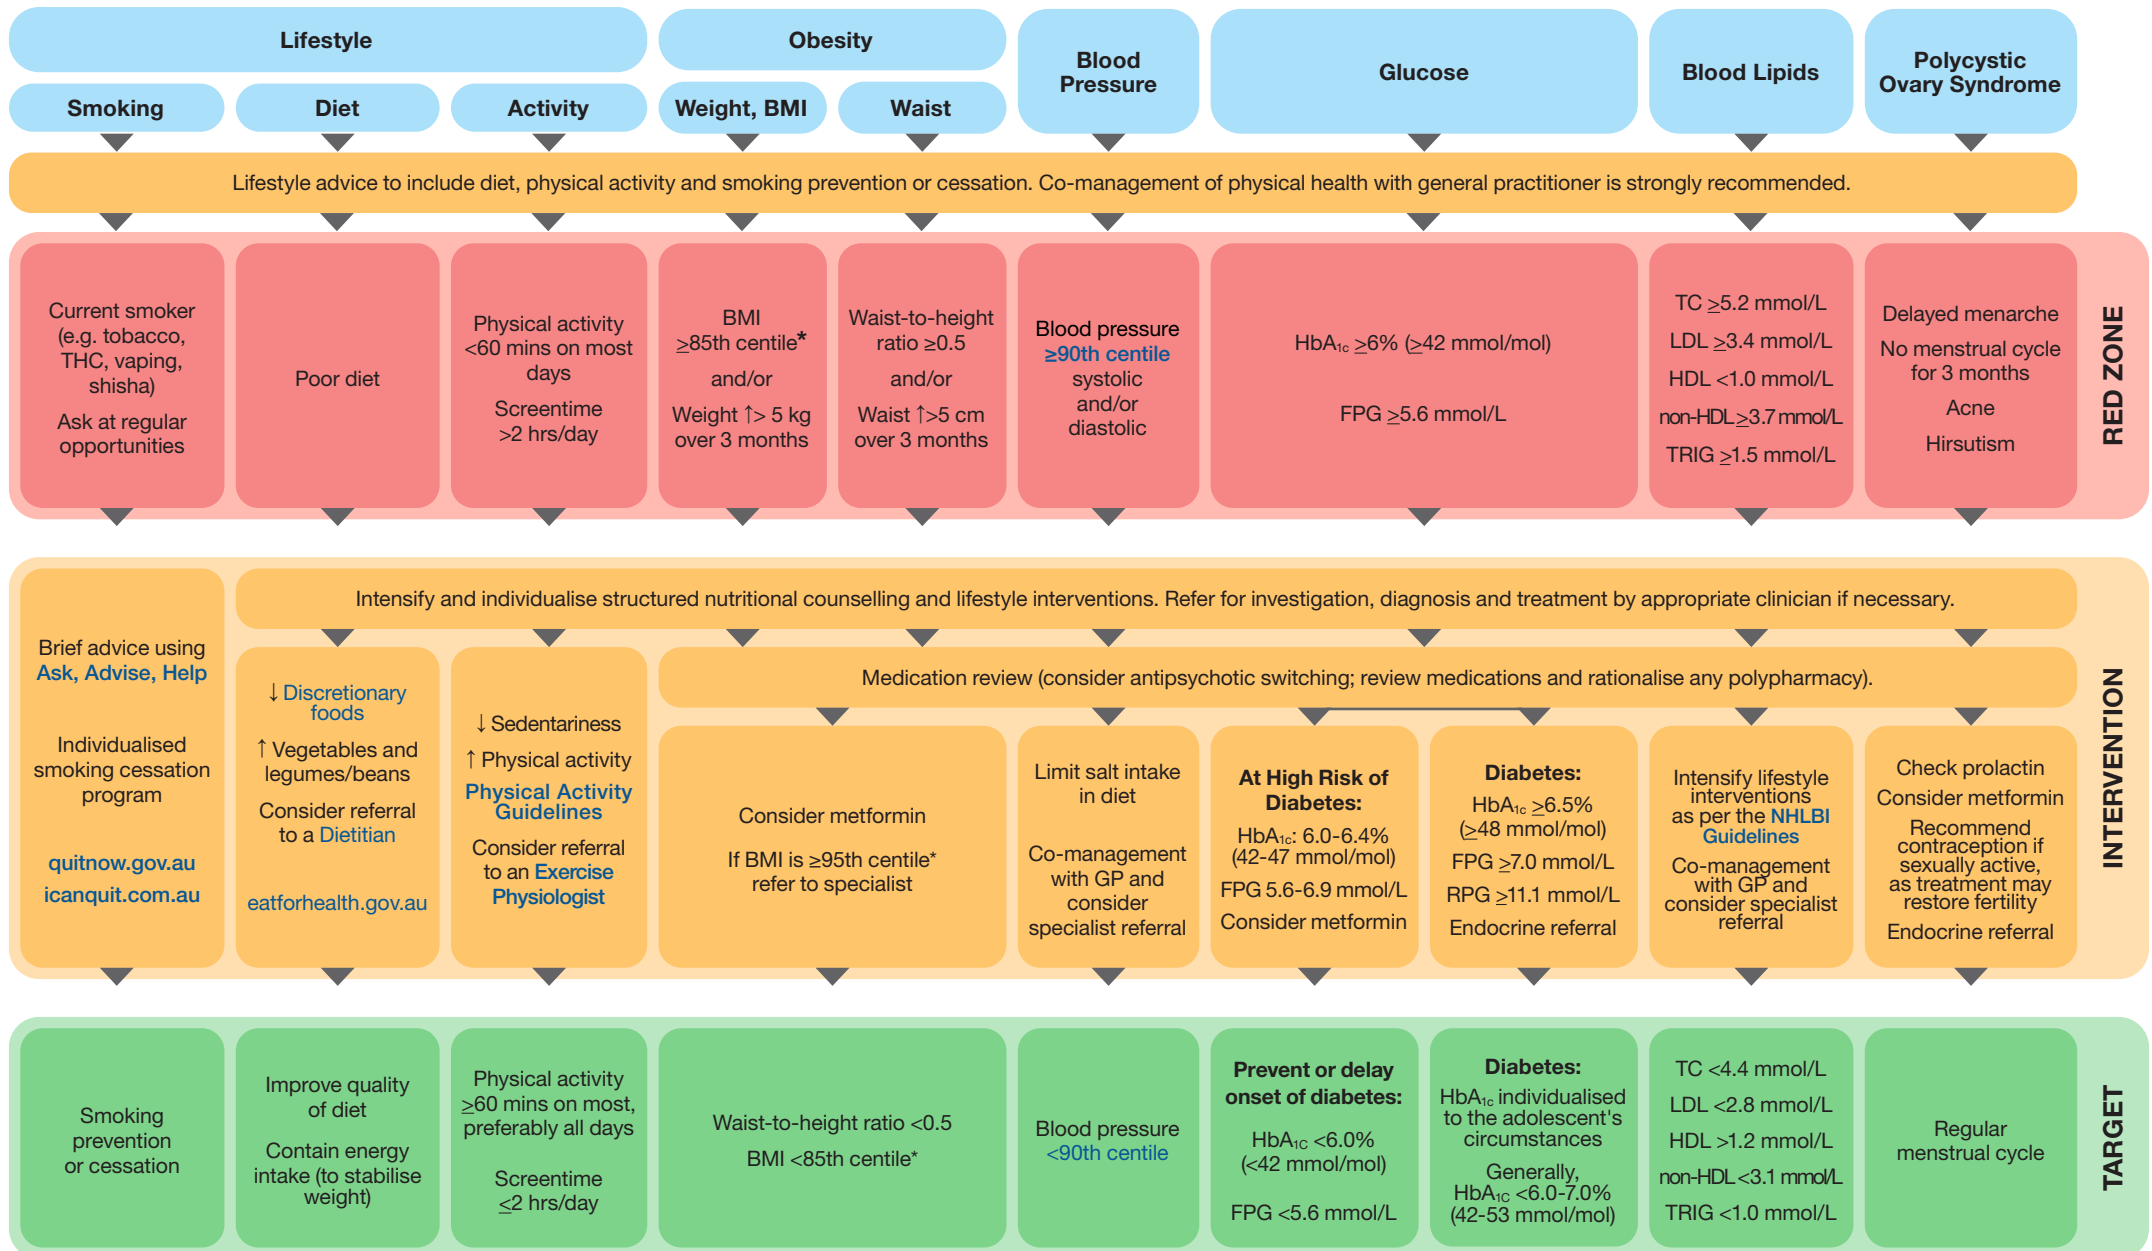 Lifestyle
Obesity
Blood
Pressure
Glucose
Blood Lipids
Polycystic
Ovary Syndrome
Smoking
Diet
Activity
Weight, BMI
Waist
Lifestyle advice to include diet, physical activity and smoking prevention or cessation. Co-management of physical health with general practitioner is strongly recommended.
Current smoker
(e.g. tobacco,
THC, vaping,
shisha)
Ask at regular
opportunities
Poor diet
Physical activity
<60 mins on most
days
Screentime
>2 hrs/day
BMI
≥85th centile*
and/or
Weight ↑> 5 kg
over 3 months
Waist-to-height
ratio ≥0.5
and/or
Waist ↑>5 cm
over 3 months
Blood pressure
≥90th centile
systolic
and/or
diastolic
HbA1c ≥6% (≥42 mmol/mol)
FPG ≥5.6 mmol/L
TC ≥5.2 mmol/L
LDL ≥3.4 mmol/L
HDL <1.0 mmol/L
non-HDL ≥3.7 mmol/L
TRIG ≥1.5 mmol/L
Delayed menarche
No menstrual cycle
for 3 months
Acne
Hirsutism
RED ZONE
Brief advice using
Ask, Advise, Help
Individualised
smoking cessation
program
quitnow.gov.au
icanquit.com.au
Intensify and individualise structured nutritional counselling and lifestyle interventions. Refer for investigation, diagnosis and treatment by appropriate clinician if necessary.
↓ Discretionary
foods
↑ Vegetables and
legumes/beans
Consider referral
to a Dietitian
eatforhealth.gov.au
↓ Sedentariness
↑ Physical activity
Physical Activity
Guidelines
Consider referral
to an Exercise
Physiologist
Medication review (consider antipsychotic switching; review medications and rationalise any polypharmacy).
Consider metformin
If BMI is ≥95th centile*
refer to specialist
Limit salt intake
in diet
Co-management
with GP and
consider
specialist referral
At High Risk of
Diabetes:
HbA1c: 6.0-6.4%
(42-47 mmol/mol)
FPG 5.6-6.9 mmol/L
Consider metformin
Diabetes:
HbA1c ≥6.5%
(≥48 mmol/mol)
FPG ≥7.0 mmol/L
RPG ≥11.1 mmol/L
Endocrine referral
Intensify lifestyle
interventions
as per the NHLBI
Guidelines
Co-management
with GP and
consider specialist
referral
Check prolactin
Consider metformin
Recommend
contraception if
sexually active,
as treatment may
restore fertility
Endocrine referral
INTERVENTION
Smoking
prevention
or cessation
Improve quality
of diet
Contain energy
intake (to stabilise
weight)
Physical activity
≥60 mins on most,
preferably all days
Screentime
≤2 hrs/day
Waist-to-height ratio <0.5
BMI <85th centile*
Blood pressure
<90th centile
Prevent or delay
onset of diabetes:
HbA1C <6.0%
(<42 mmol/mol)
FPG <5.6 mmol/L
Diabetes:
HbA1c individualised
to the adolescent's
circumstances
Generally,
HbA1C <6.0-7.0%
(42-53 mmol/mol)
TC <4.4 mmol/L
LDL <2.8 mmol/L
HDL >1.2 mmol/L
non-HDL <3.1 mmol/L
TRIG <1.0 mmol/L
Regular
menstrual cycle
TARGET